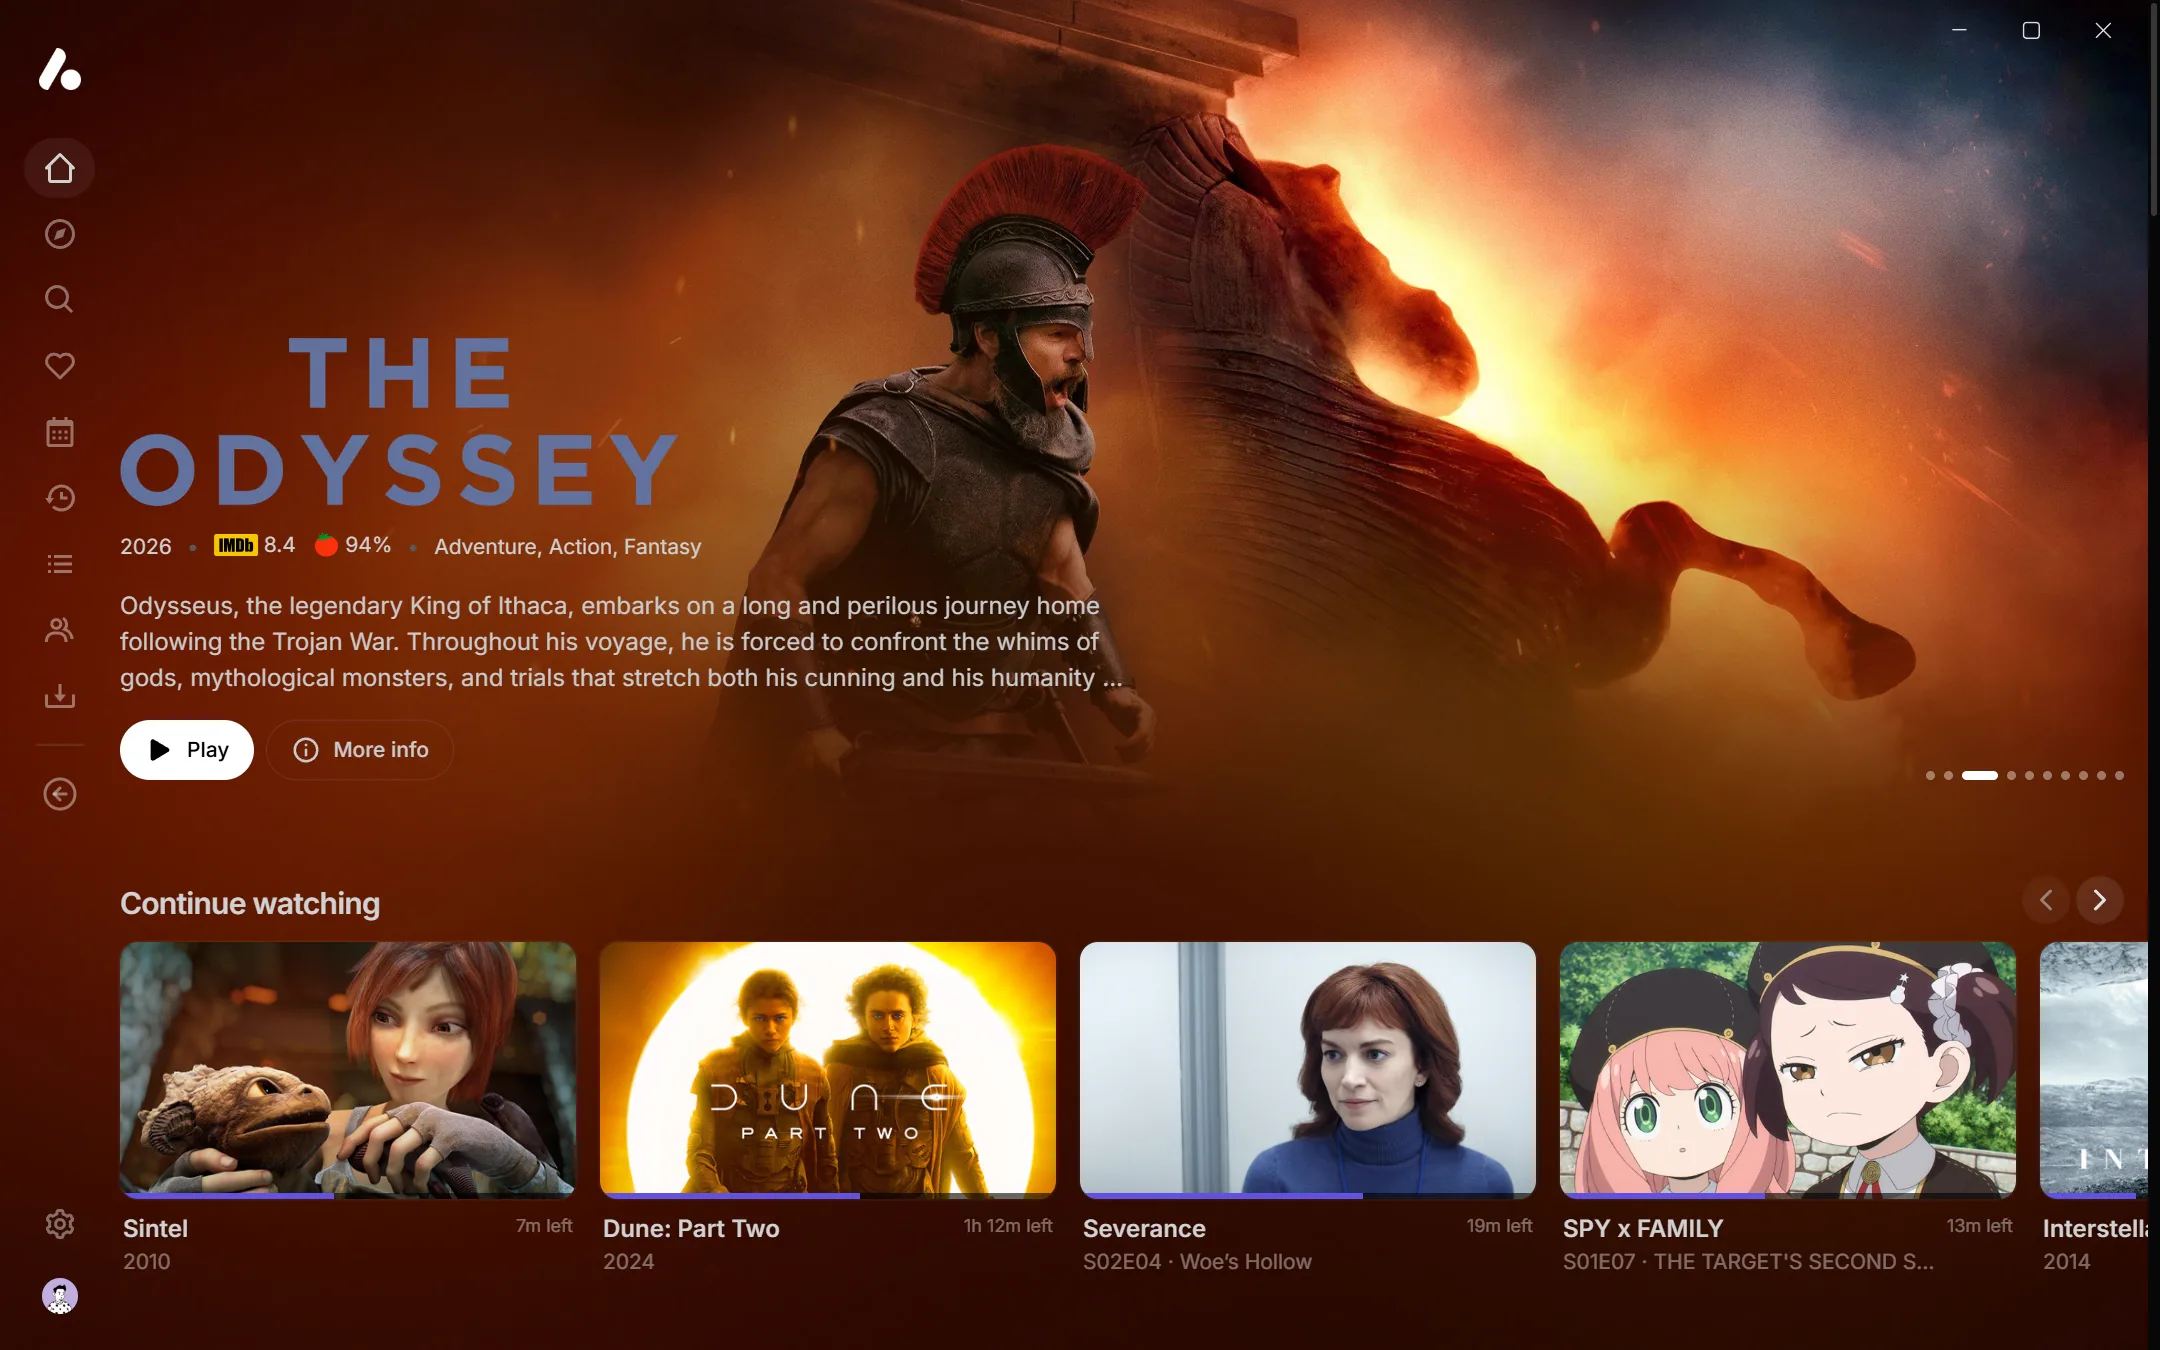 THE
ODYSSEY
2026 • IMDb 8.4 94% • Adventure, Action, Fantasy
Odysseus, the legendary King of Ithaca, embarks on a long and perilous journey home
following the Trojan War. Throughout his voyage, he is forced to confront the whims of
gods, mythological monsters, and trials that stretch both his cunning and his humanity ...
Play More info
Continue watching
DUNE
PART TWO
INT
Sintel 7m left
2010
Dune: Part Two 1h 12m left
2024
Severance 19m left
S02E04 · Woe's Hollow
SPY x FAMILY 13m left
S01E07 · THE TARGET'S SECOND S...
Interstella
2014